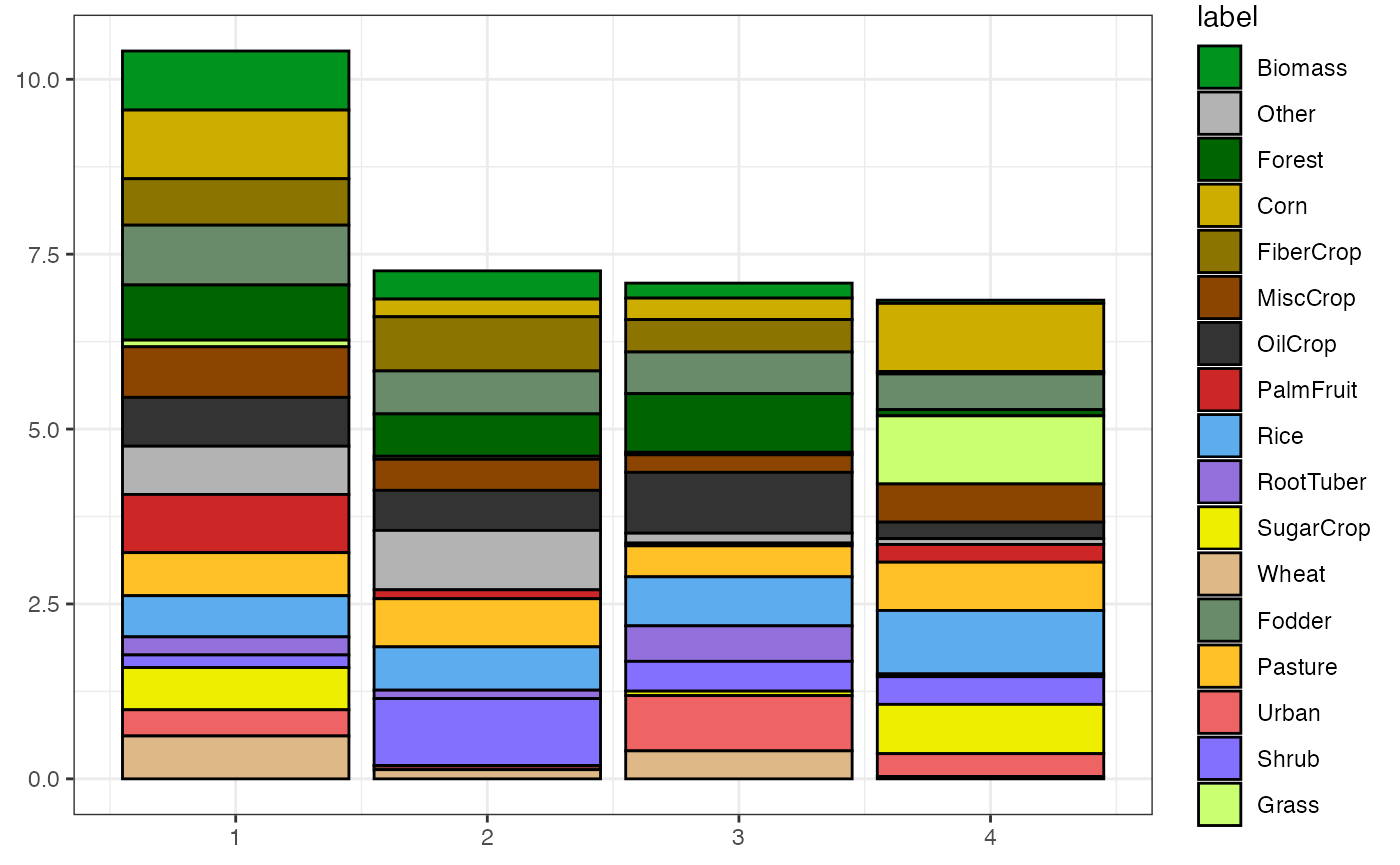 10.0
7.5
5.0
2.5
0.0
1 2 3 4
label
Biomass
Other
Forest
Corn
FiberCrop
MiscCrop
OilCrop
PalmFruit
Rice
RootTuber
SugarCrop
Wheat
Fodder
Pasture
Urban
Shrub
Grass